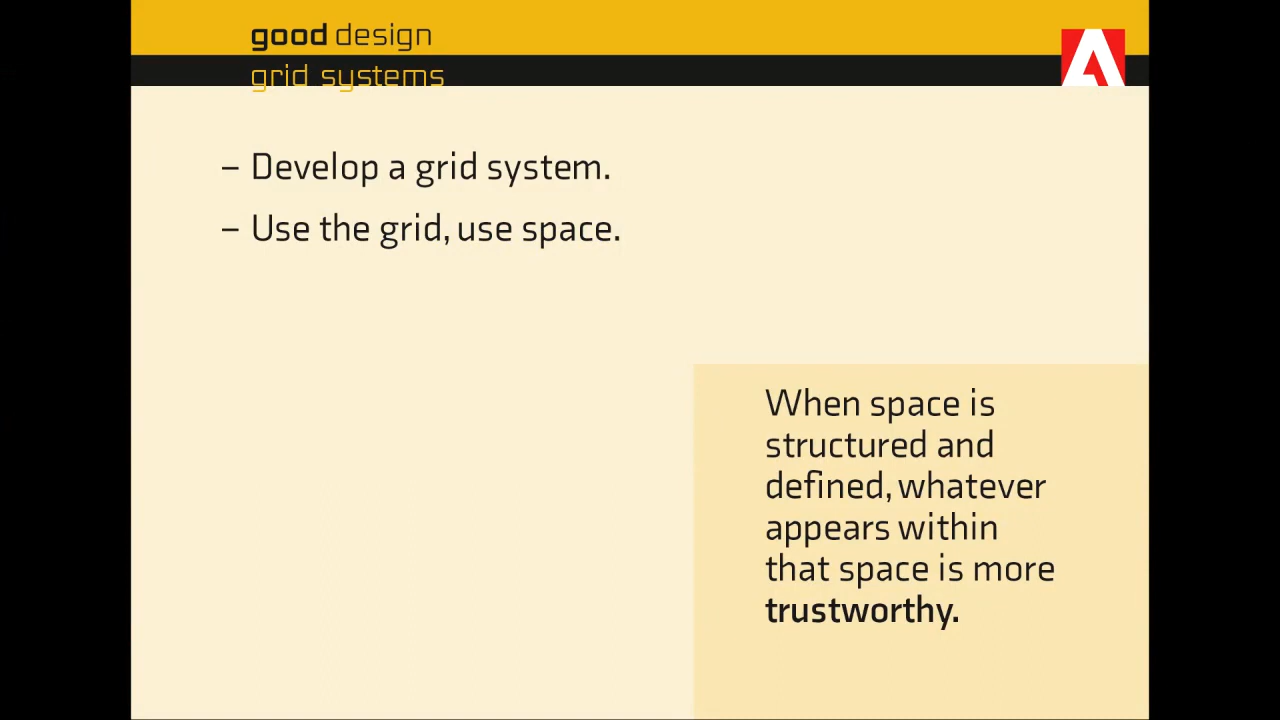 good design
grid systems
– Develop a grid system.
– Use the grid, use space.
When space is
structured and
defined, whatever
appears within
that space is more
trustworthy.